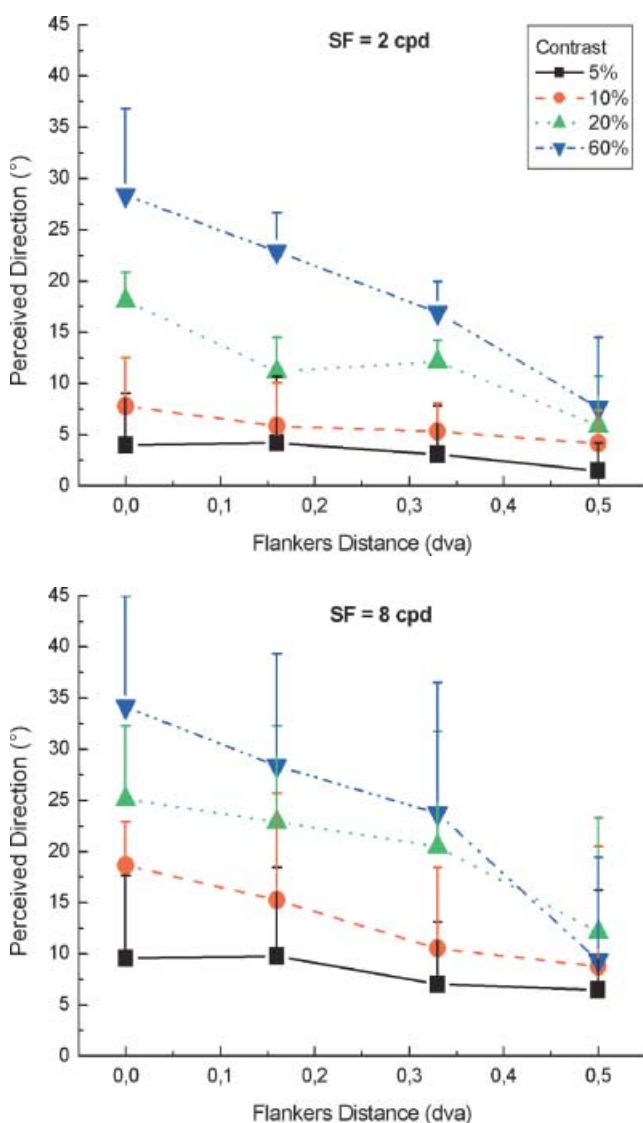 SF = 2 cpd
Contrast
5%
10%
20%
60%
Perceived Direction (°)
45
40
35
30
25
20
15
10
5
0
0,0 0,1 0,2 0,3 0,4 0,5
Flankers Distance (dva)
SF = 8 cpd
Perceived Direction (°)
45
40
35
30
25
20
15
10
5
0
0,0 0,1 0,2 0,3 0,4 0,5
Flankers Distance (dva)